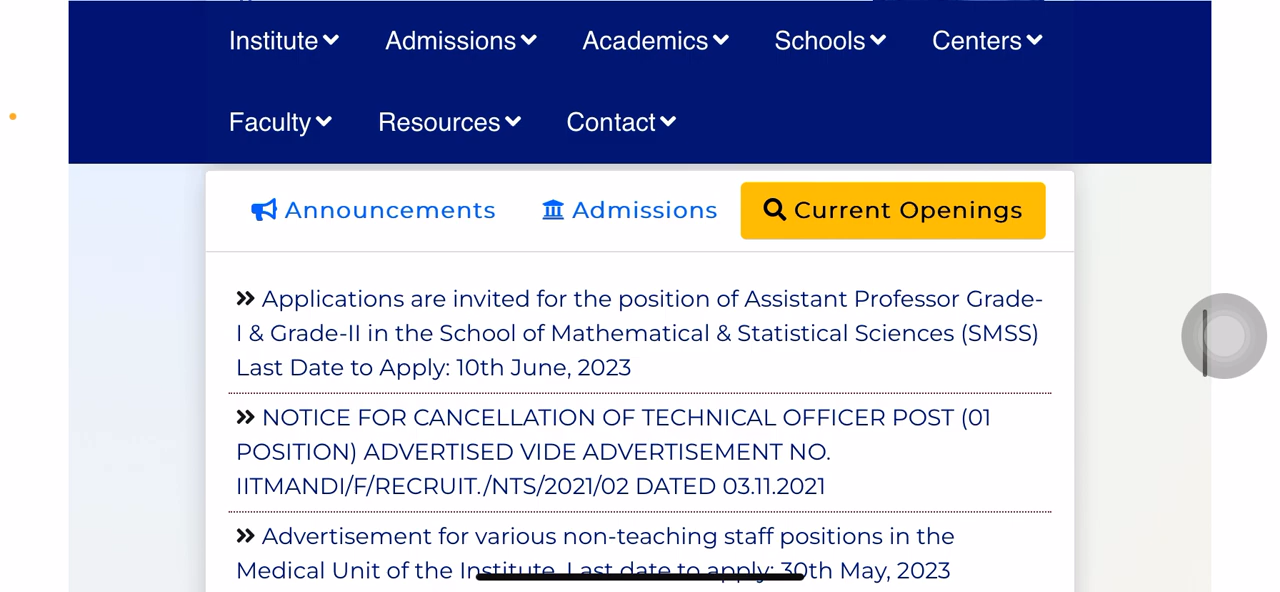 Institute Admissions Academics Schools Centers
Faculty Resources Contact
Announcements Admissions Current Openings
Applications are invited for the position of Assistant Professor Grade-
I & Grade-II in the School of Mathematical & Statistical Sciences (SMSS)
Last Date to Apply: 10th June, 2023
NOTICE FOR CANCELLATION OF TECHNICAL OFFICER POST (01
POSITION) ADVERTISED VIDE ADVERTISEMENT NO.
IITMANDI/F/RECRUIT./NTS/2021/02 DATED 03.11.2021
Advertisement for various non-teaching staff positions in the
Medical Unit of the Institute. Last date to apply: 30th May, 2023